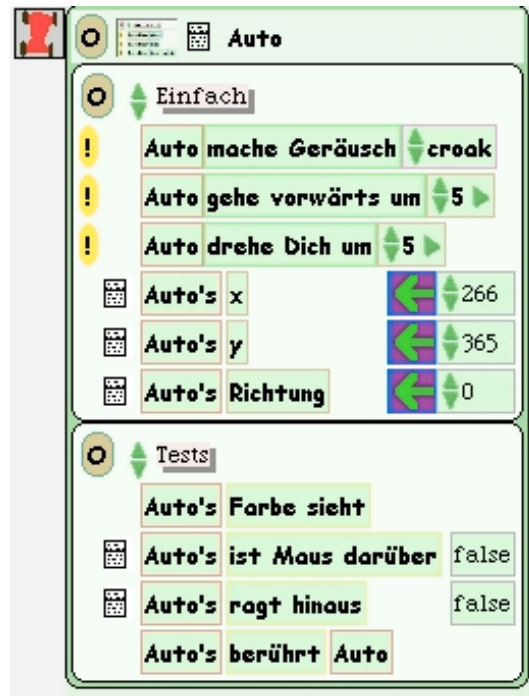 Auto
Einfach
! Auto mache Geräusch croak
! Auto gehe vorwärts um 5
! Auto drehe Dich um 5
Auto's x 266
Auto's y 365
Auto's Richtung 0
Tests
Auto's Farbe sieht
Auto's ist Maus darüber false
Auto's ragt hinaus false
Auto's berührt Auto